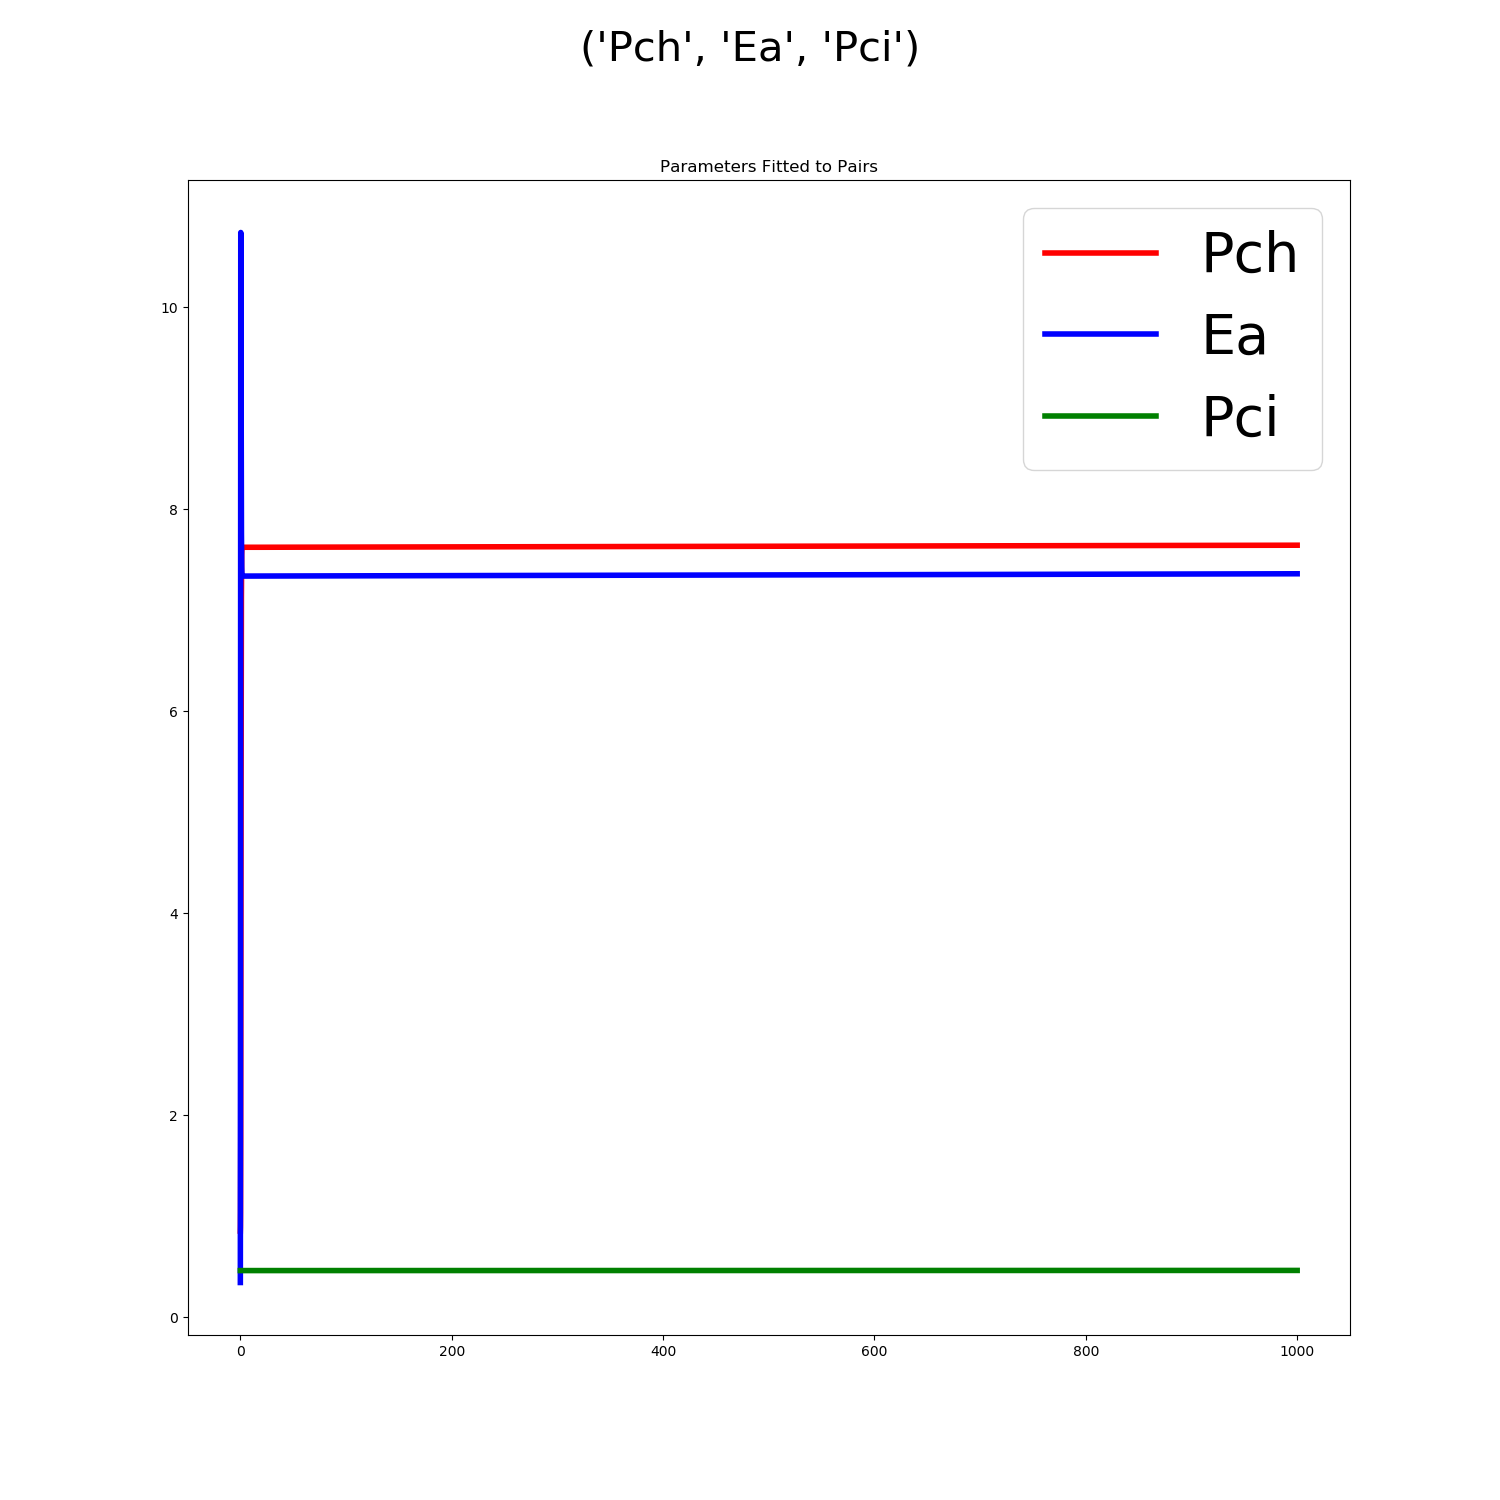 ('Pch', 'Ea', 'Pci')
Parameters Fitted to Pairs
Pch
Ea
Pci
10
8
6
4
2
0
0 200 400 600 800 1000